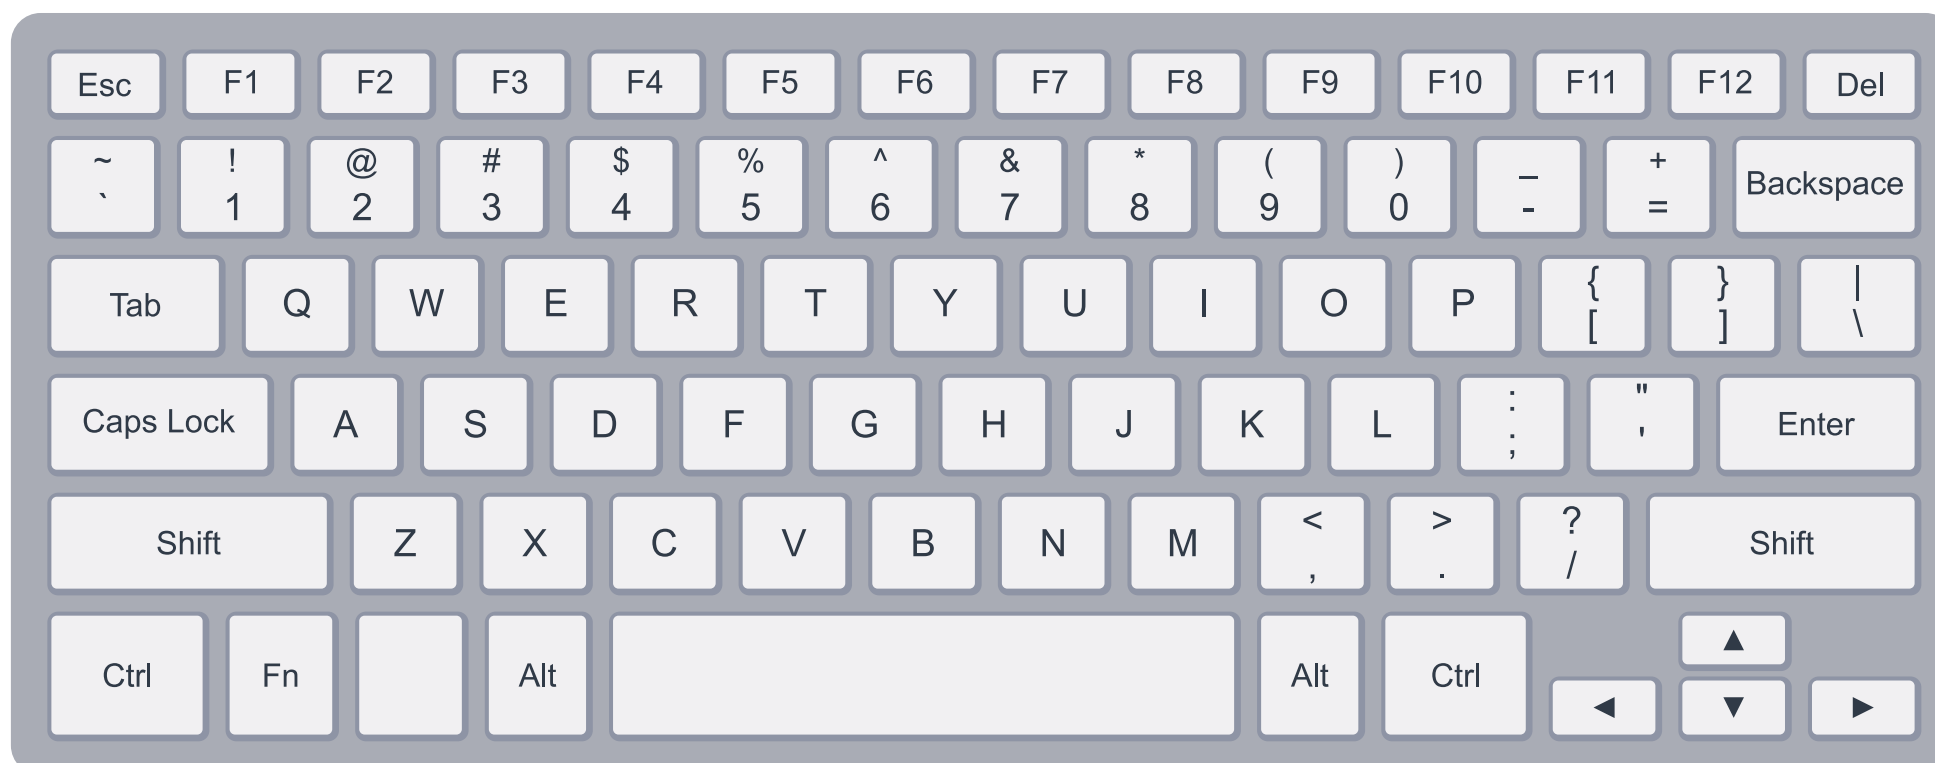 Esc F1 F2 F3 F4 F5 F6 F7 F8 F9 F10 F11 F12 Del
~ ! @ # $ % ^ & * ( ) _ +
` 1 2 3 4 5 6 7 8 9 0 - = Backspace
Tab Q W E R T Y U I O P { } |
[ ] \
Caps Lock A S D F G H J K L : " Enter
; '
Shift Z X C V B N M < > ? Shift
, . /
Ctrl Fn Alt Alt Ctrl ▲
◄ ▼ ►